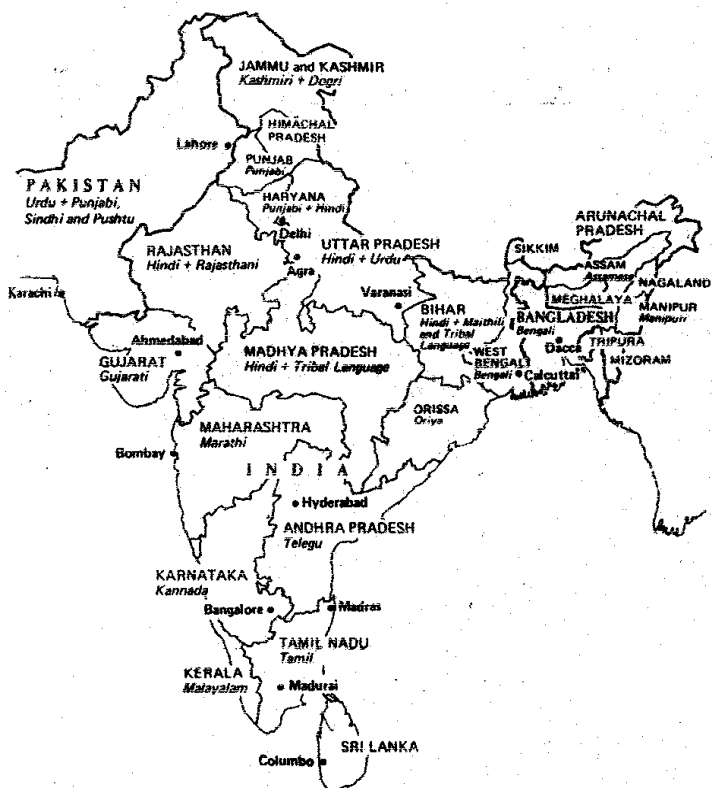 JAMMU and KASHMIR
Kashmiri + Dogri
HIMACHAL
PRADESH
Lahore
PUNJAB
Punjabi
PAKISTAN
Urdu + Punjabi,
Sindhi and Pushtu
HARYANA
Punjabi + Hindi
Delhi
RAJASTHAN
Hindi + Rajasthani
UTTAR PRADESH
Hindi + Urdu
Agra
SIKKIM
ARUNACHAL
PRADESH
ASSAM
Assamese
NAGALAND
MEGHALAYA
MANIPUR
Manipuri
Karachi
Varanasi
BIHAR
Hindi + Maithili
and Tribal
Language
BANGLADESH
Bengali
Dacca
TRIPURA
MIZORAM
Ahmedabad
GUJARAT
Gujarati
MADHYA PRADESH
Hindi + Tribal Language
WEST
BENGALI
Bengali
Calcutta
ORISSA
Oriya
MAHARASHTRA
Marathi
Bombay
INDIA
Hyderabad
ANDHRA PRADESH
Telegu
KARNATAKA
Kannada
Bangalore
Madras
TAMIL NADU
Tamil
KERALA
Malayalam
Madurai
SRI LANKA
Columbo